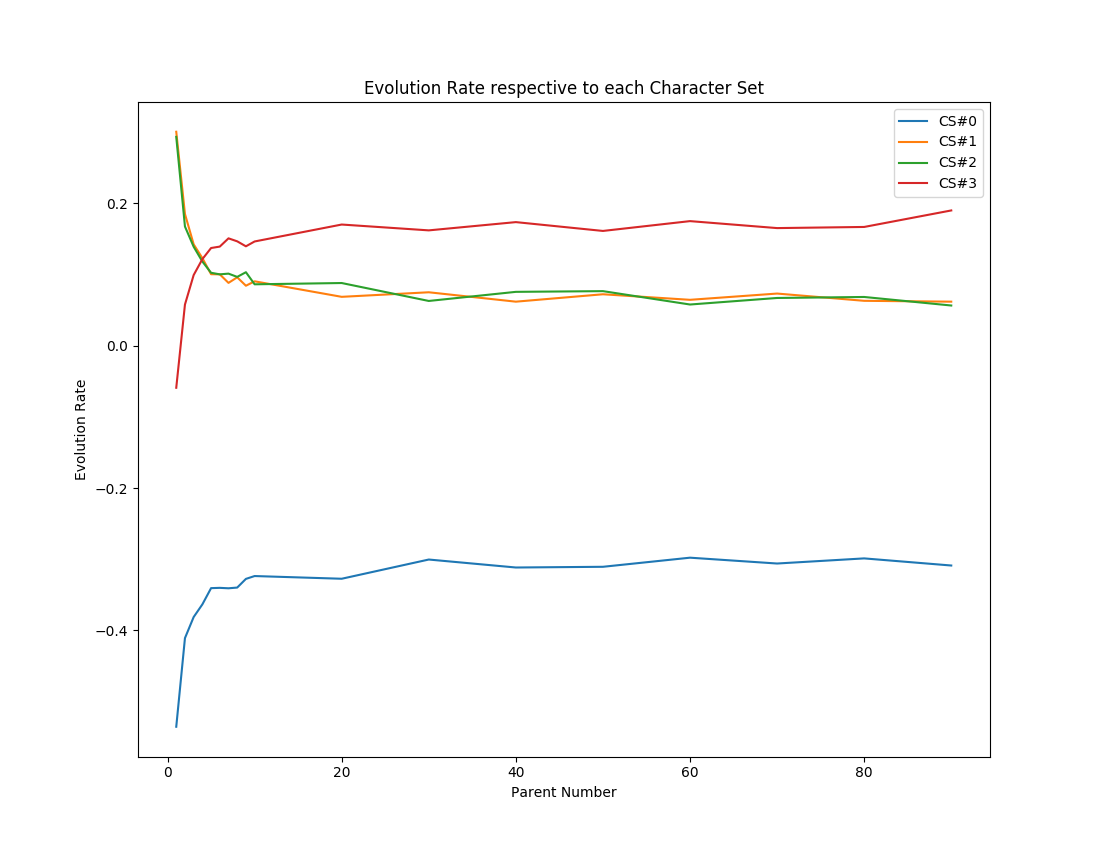 Evolution Rate respective to each Character Set
CS#0
CS#1
CS#2
CS#3
0.2
0.0
−0.2
−0.4
Evolution Rate
0
20
40
60
80
Parent Number